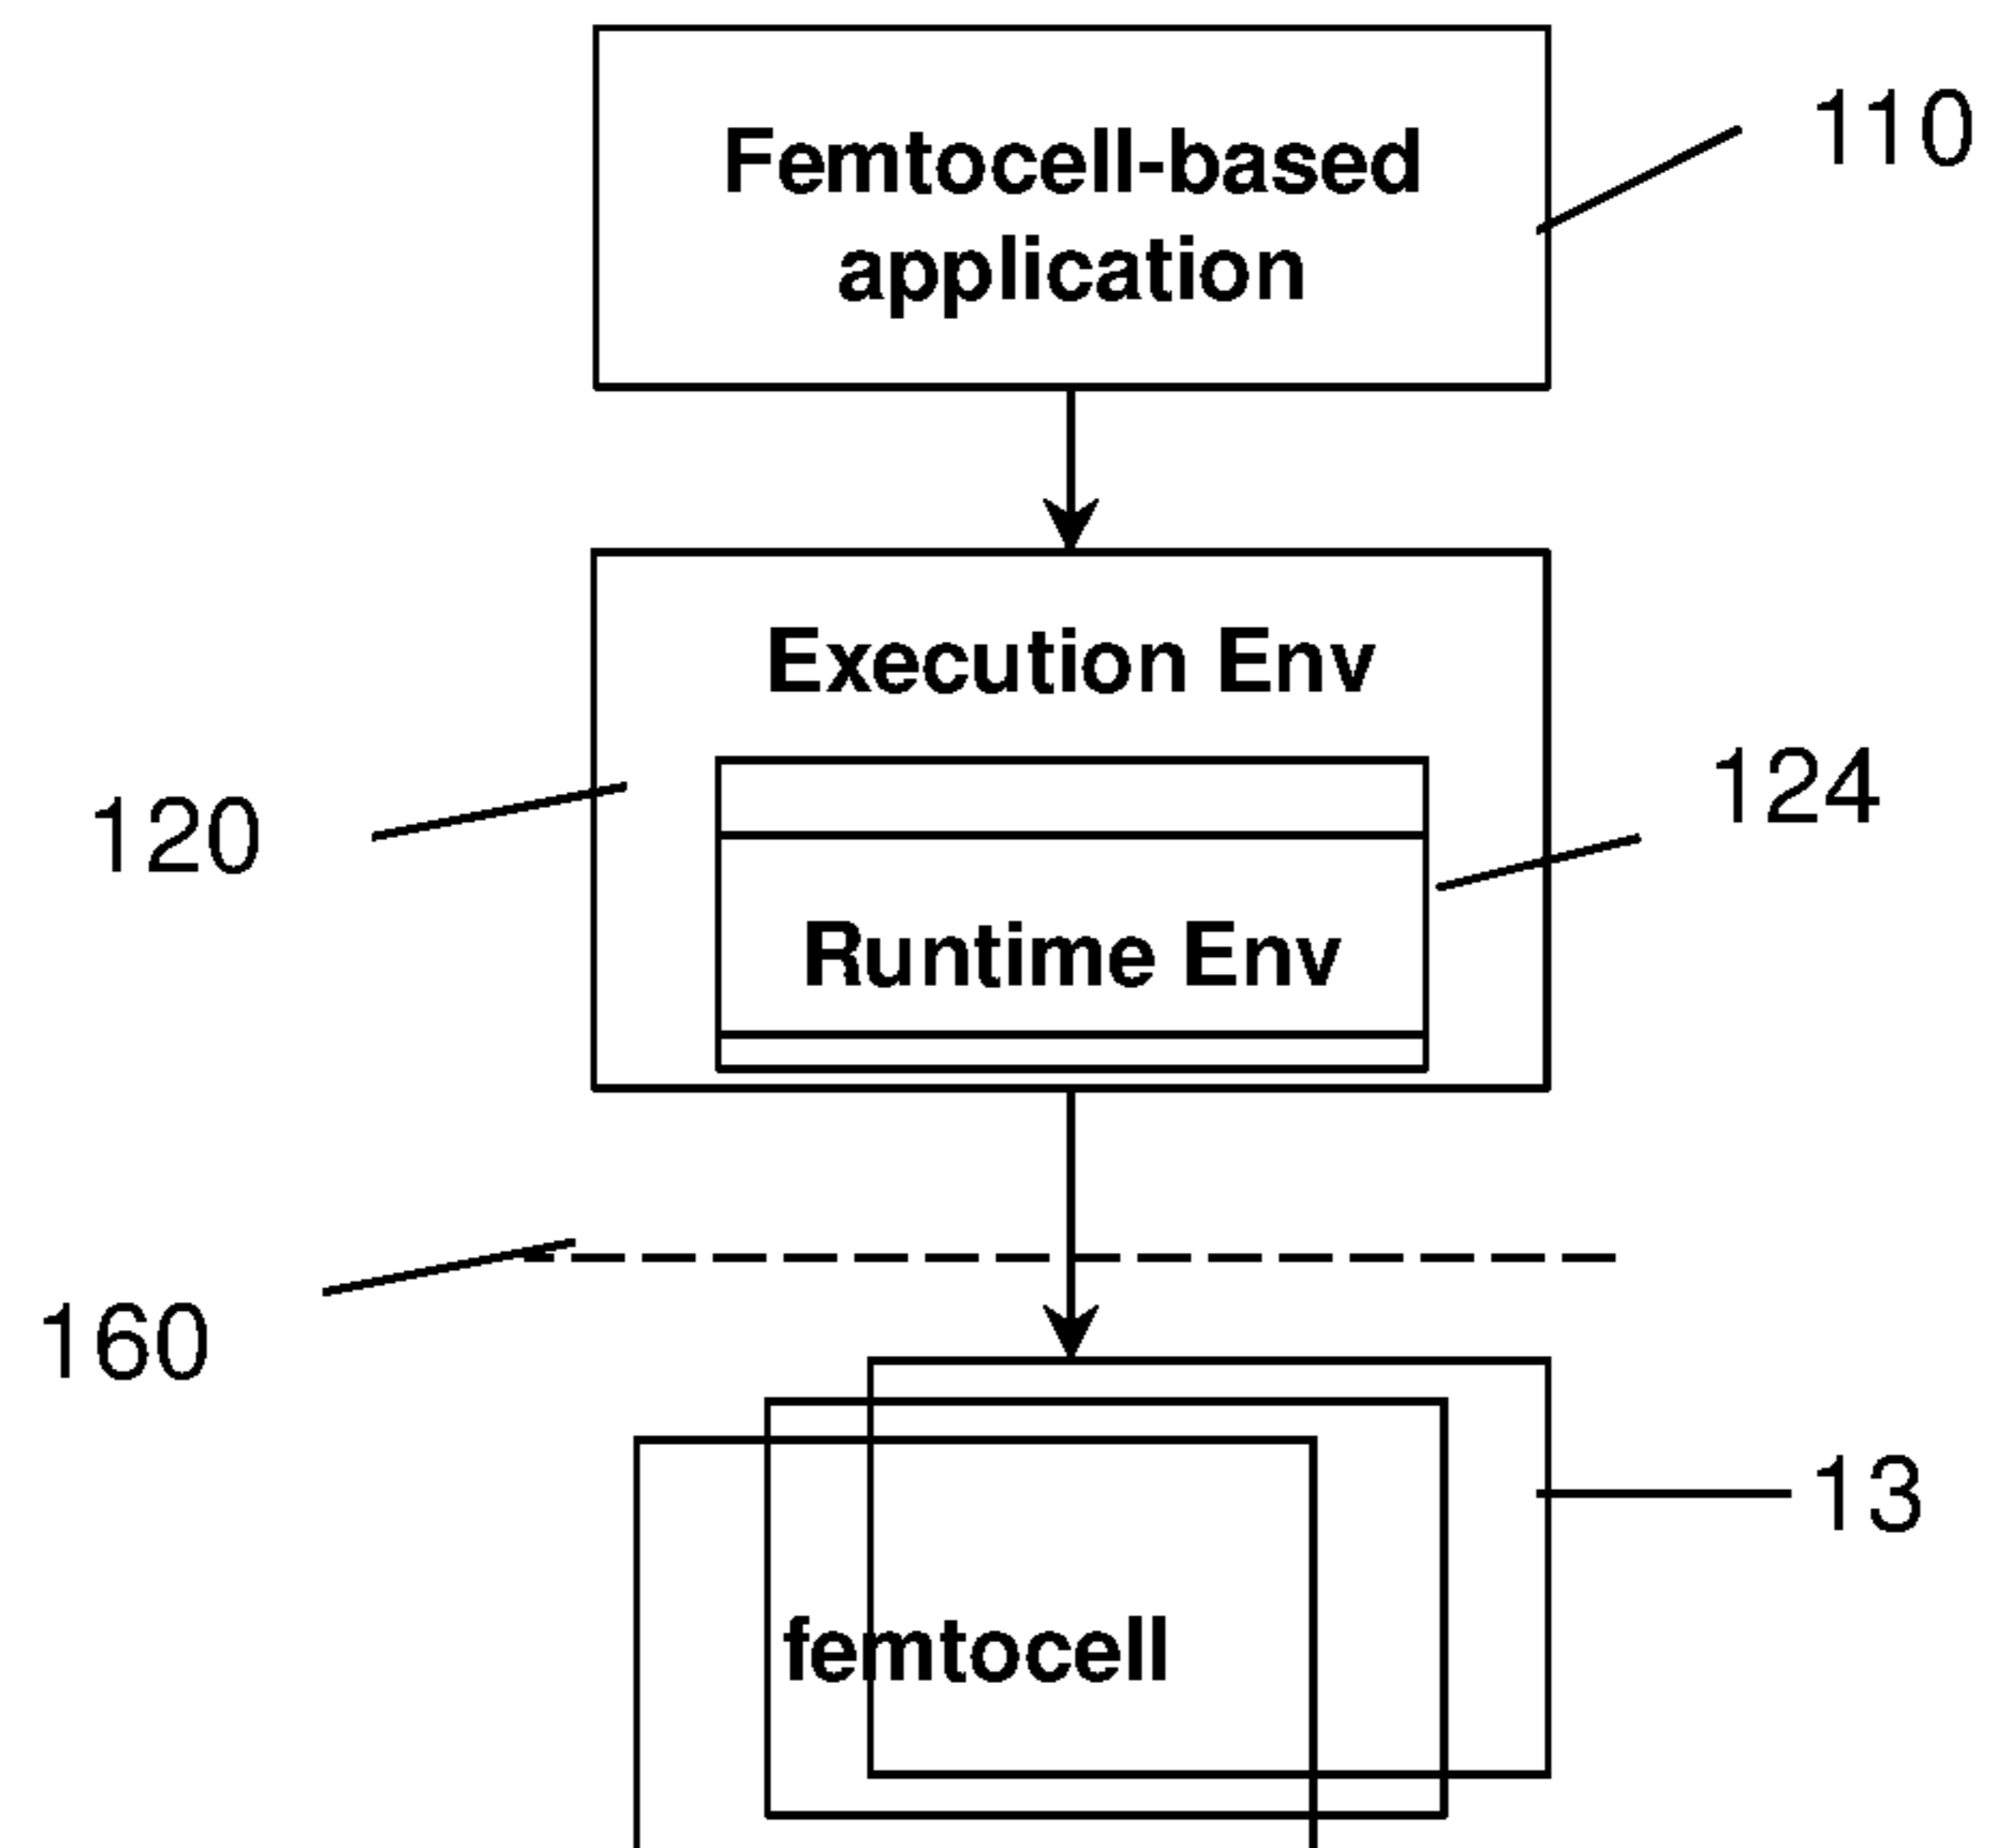 Femtocell-based
application
110
Execution Env
120
124
Runtime Env
160
13
femtocell